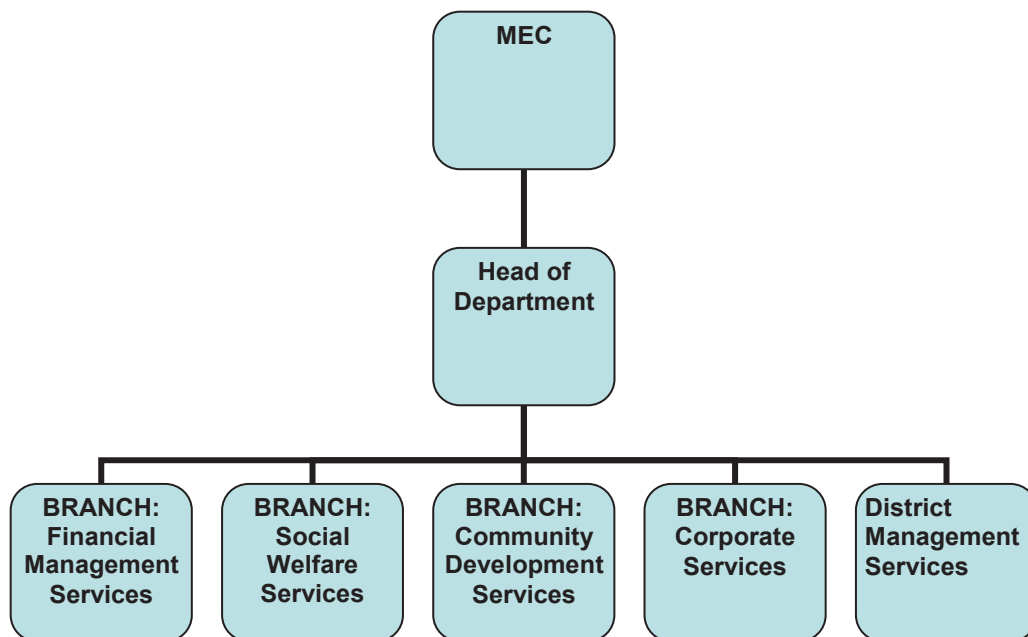 MEC
Head of
Department
BRANCH:
Financial
Management
Services
BRANCH:
Social
Welfare
Services
BRANCH:
Community
Development
Services
BRANCH:
Corporate
Services
District
Management
Services